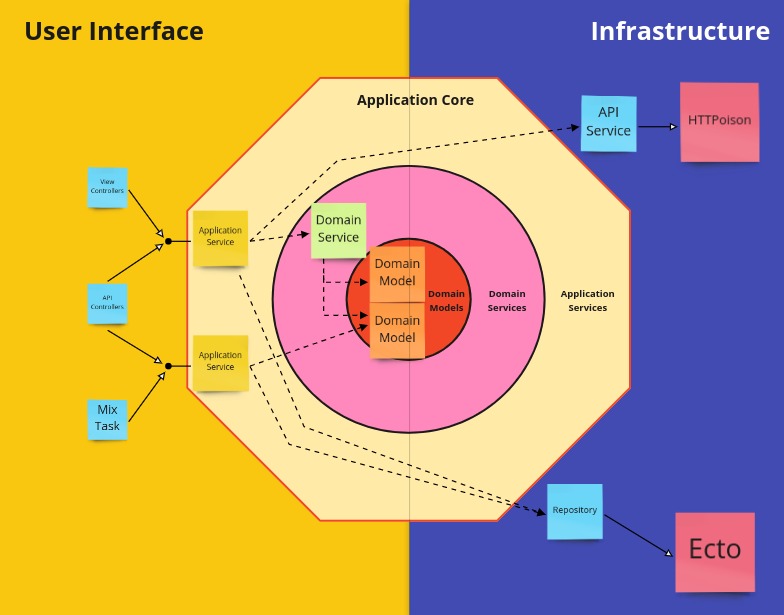 User Interface
Infrastructure
Application Core
API
Service
HTTPoison
View
Controllers
Application
Service
Domain
Service
Domain
Model
Domain
Models
Domain
Services
Application
Services
API
Controllers
Domain
Model
Application
Service
Mix
Task
Repository
Ecto